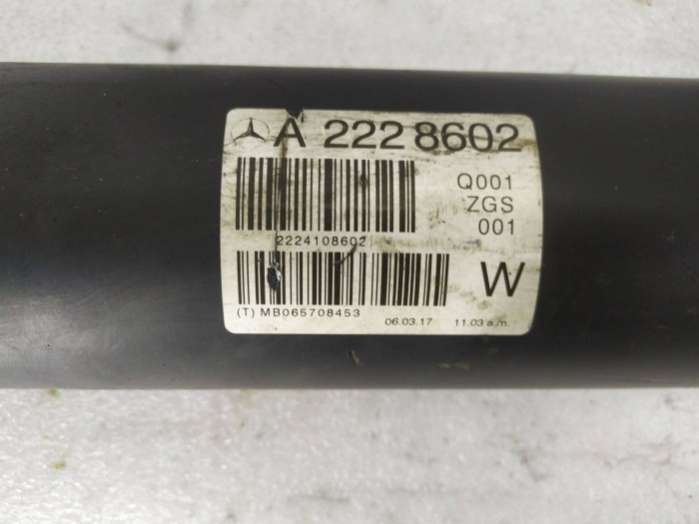 A 222 8602
Q001
ZGS
001
2224108602
W
(T) MB065708453 06.03.17 11.03 a.m.